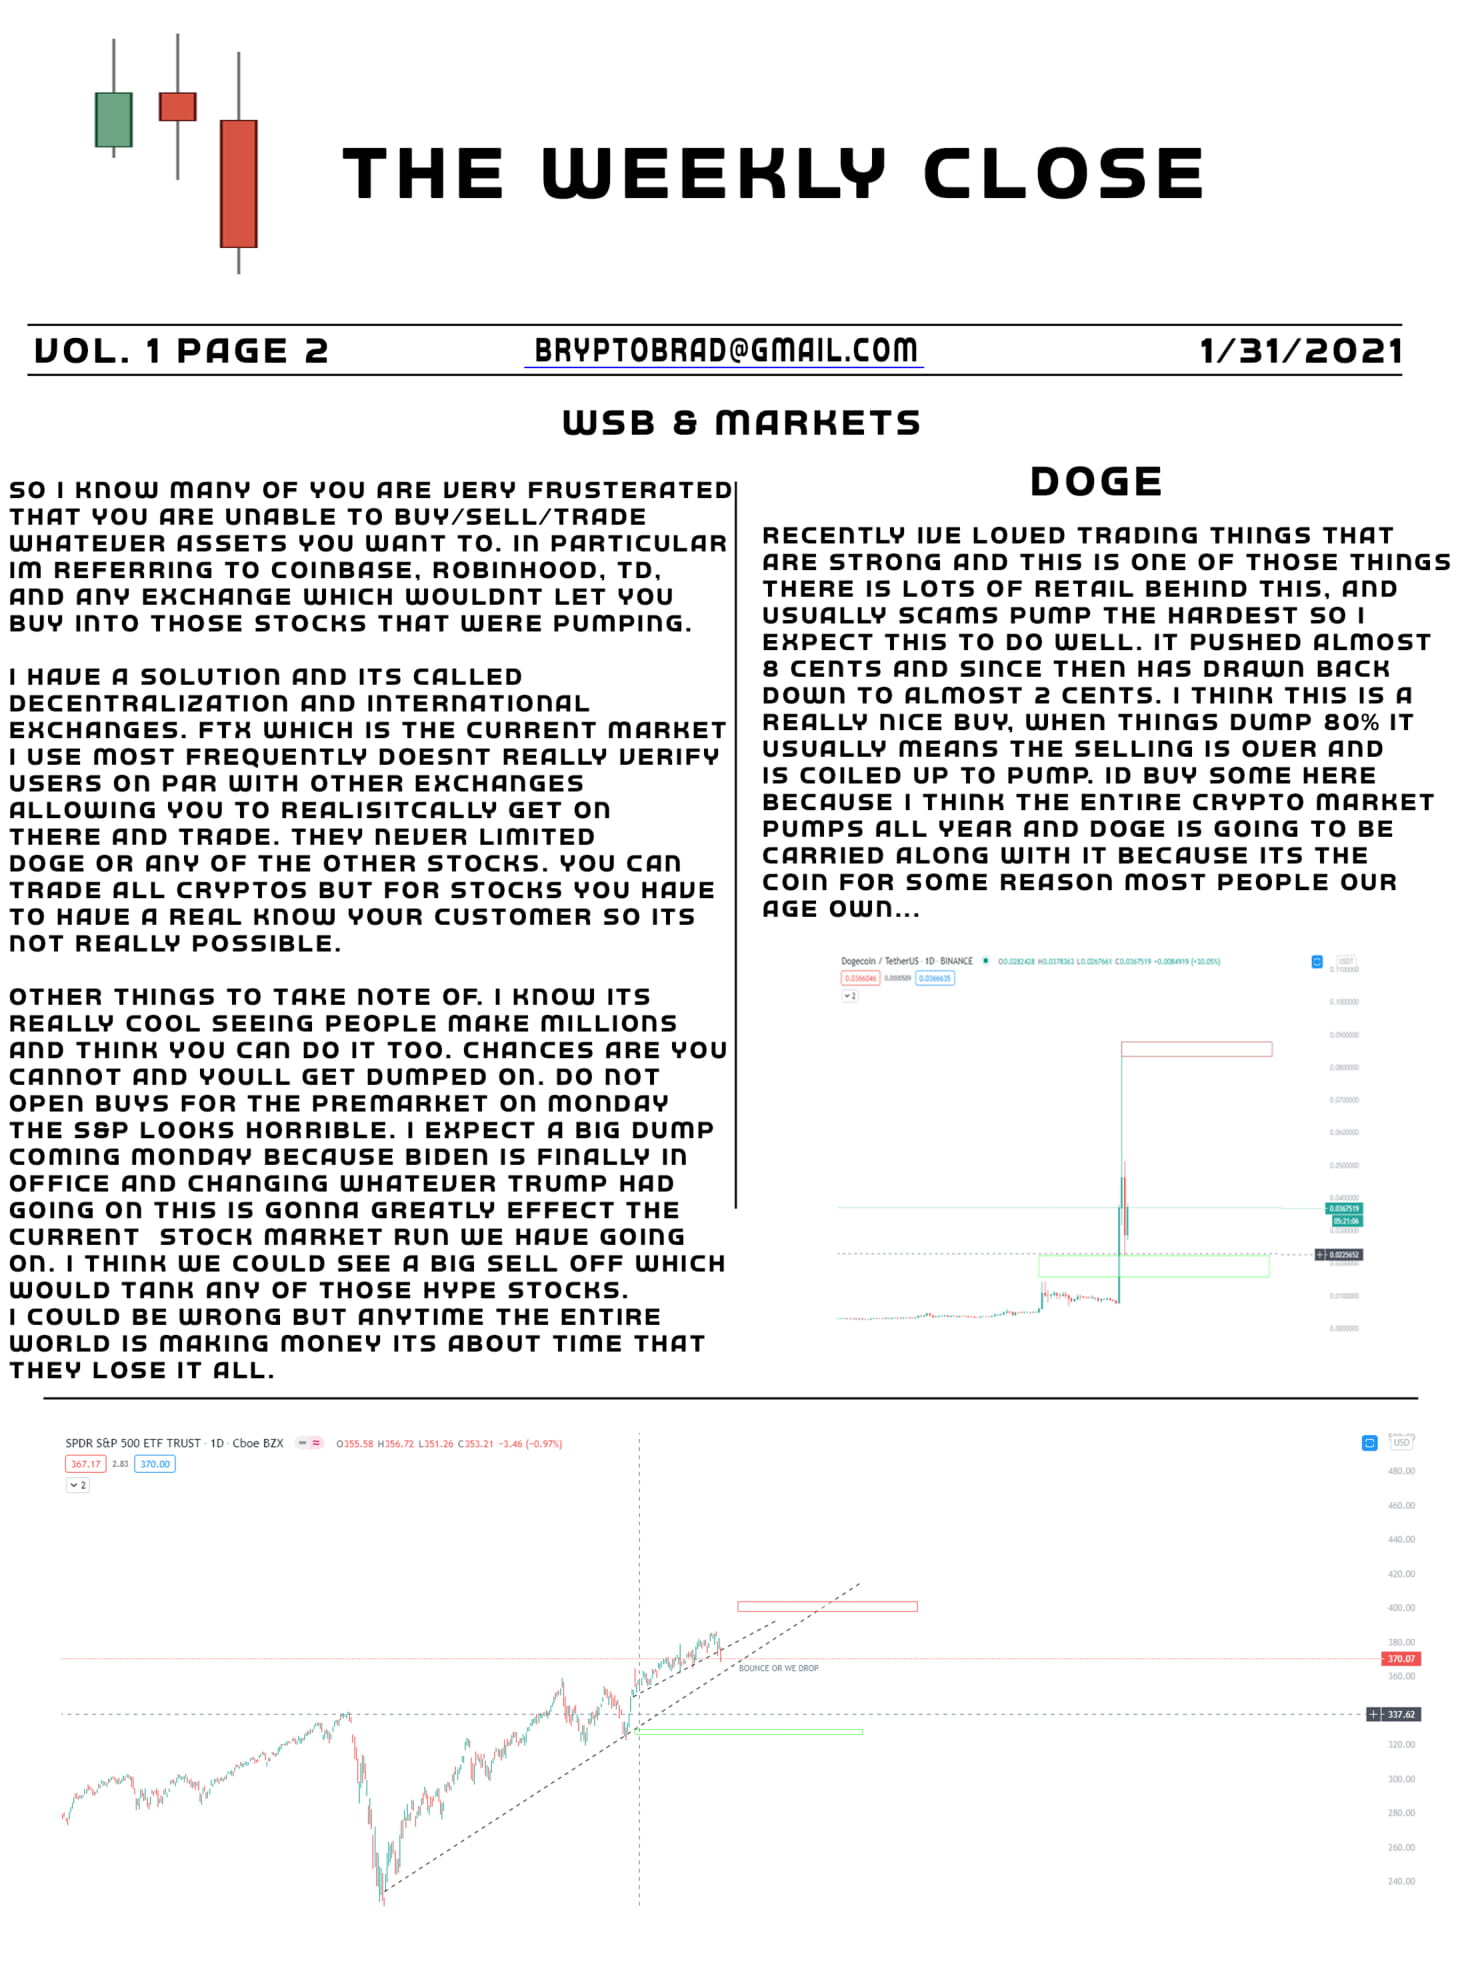 THE WEEKLY CLOSE
VOL. 1 PAGE 2
BRYPTOBRAD@GMAIL.COM
1/31/2021
WSB & MARKETS
SO I KNOW MANY OF YOU ARE VERY FRUSTERATED
THAT YOU ARE UNABLE TO BUY/SELL/TRADE
WHATEVER ASSETS YOU WANT TO. IN PARTICULAR
IM REFERRING TO COINBASE, ROBINHOOD, TD,
AND ANY EXCHANGE WHICH WOULDNT LET YOU
BUY INTO THOSE STOCKS THAT WERE PUMPING.
I HAVE A SOLUTION AND ITS CALLED
DECENTRALIZATION AND INTERNATIONAL
EXCHANGES. FTX WHICH IS THE CURRENT MARKET
I USE MOST FREQUENTLY DOESNT REALLY VERIFY
USERS ON PAR WITH OTHER EXCHANGES
ALLOWING YOU TO REALISITCALLY GET ON
THERE AND TRADE. THEY NEVER LIMITED
DOGE OR ANY OF THE OTHER STOCKS. YOU CAN
TRADE ALL CRYPTOS BUT FOR STOCKS YOU HAVE
TO HAVE A REAL KNOW YOUR CUSTOMER SO ITS
NOT REALLY POSSIBLE.
OTHER THINGS TO TAKE NOTE OF. I KNOW ITS
REALLY COOL SEEING PEOPLE MAKE MILLIONS
AND THINK YOU CAN DO IT TOO. CHANCES ARE YOU
CANNOT AND YOULL GET DUMPED ON. DO NOT
OPEN BUYS FOR THE PREMARKET ON MONDAY
THE S&P LOOKS HORRIBLE. I EXPECT A BIG DUMP
COMING MONDAY BECAUSE BIDEN IS FINALLY IN
OFFICE AND CHANGING WHATEVER TRUMP HAD
GOING ON THIS IS GONNA GREATLY EFFECT THE
CURRENT  STOCK MARKET RUN WE HAVE GOING
ON. I THINK WE COULD SEE A BIG SELL OFF WHICH
WOULD TANK ANY OF THOSE HYPE STOCKS.
I COULD BE WRONG BUT ANYTIME THE ENTIRE
WORLD IS MAKING MONEY ITS ABOUT TIME THAT
THEY LOSE IT ALL.
DOGE
RECENTLY IVE LOVED TRADING THINGS THAT
ARE STRONG AND THIS IS ONE OF THOSE THINGS
THERE IS LOTS OF RETAIL BEHIND THIS, AND
USUALLY SCAMS PUMP THE HARDEST SO I
EXPECT THIS TO DO WELL. IT PUSHED ALMOST
8 CENTS AND SINCE THEN HAS DRAWN BACK
DOWN TO ALMOST 2 CENTS. I THINK THIS IS A
REALLY NICE BUY, WHEN THINGS DUMP 80% IT
USUALLY MEANS THE SELLING IS OVER AND
IS COILED UP TO PUMP. ID BUY SOME HERE
BECAUSE I THINK THE ENTIRE CRYPTO MARKET
PUMPS ALL YEAR AND DOGE IS GOING TO BE
CARRIED ALONG WITH IT BECAUSE ITS THE
COIN FOR SOME REASON MOST PEOPLE OUR
AGE OWN...
Dogecoin / TetherUS · 1D · BINANCE O0.0282428 H0.0378363 L0.0267661 C0.0367519 +0.0084919 (+30.05%)
USDT
0.0366046 0.0000589 0.0366635
2
0.1100000
0.1000000
0.0900000
0.0800000
0.0700000
0.0600000
0.0500000
0.0400000
0.0367519
05:21:06
0.0300000
0.0225652
0.0200000
0.0100000
0.0000000
SPDR S&P 500 ETF TRUST · 1D · Cboe BZX O355.58 H356.72 L351.26 C353.21 −3.46 (−0.97%)
USD
367.17 2.83 370.00
2
480.00
460.00
440.00
420.00
400.00
380.00
370.07
BOUNCE OR WE DROP
360.00
337.62
320.00
300.00
280.00
260.00
240.00